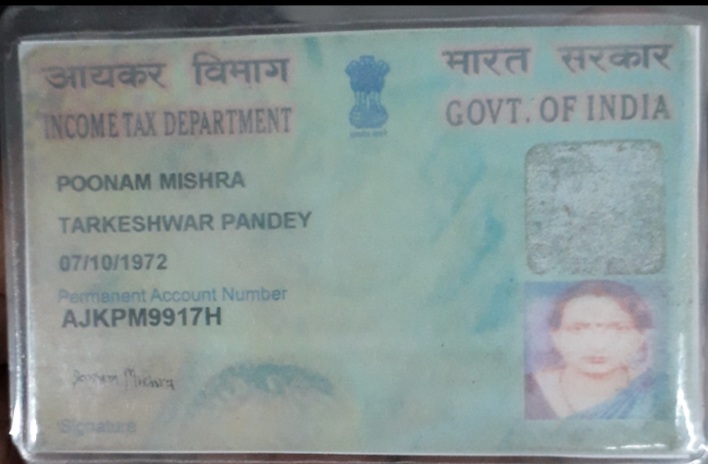 आयकर विभाग
INCOME TAX DEPARTMENT
भारत सरकार
GOVT. OF INDIA
POONAM MISHRA
TARKESHWAR PANDEY
07/10/1972
Permanent Account Number
AJKPM9917H
Mishra
Signature